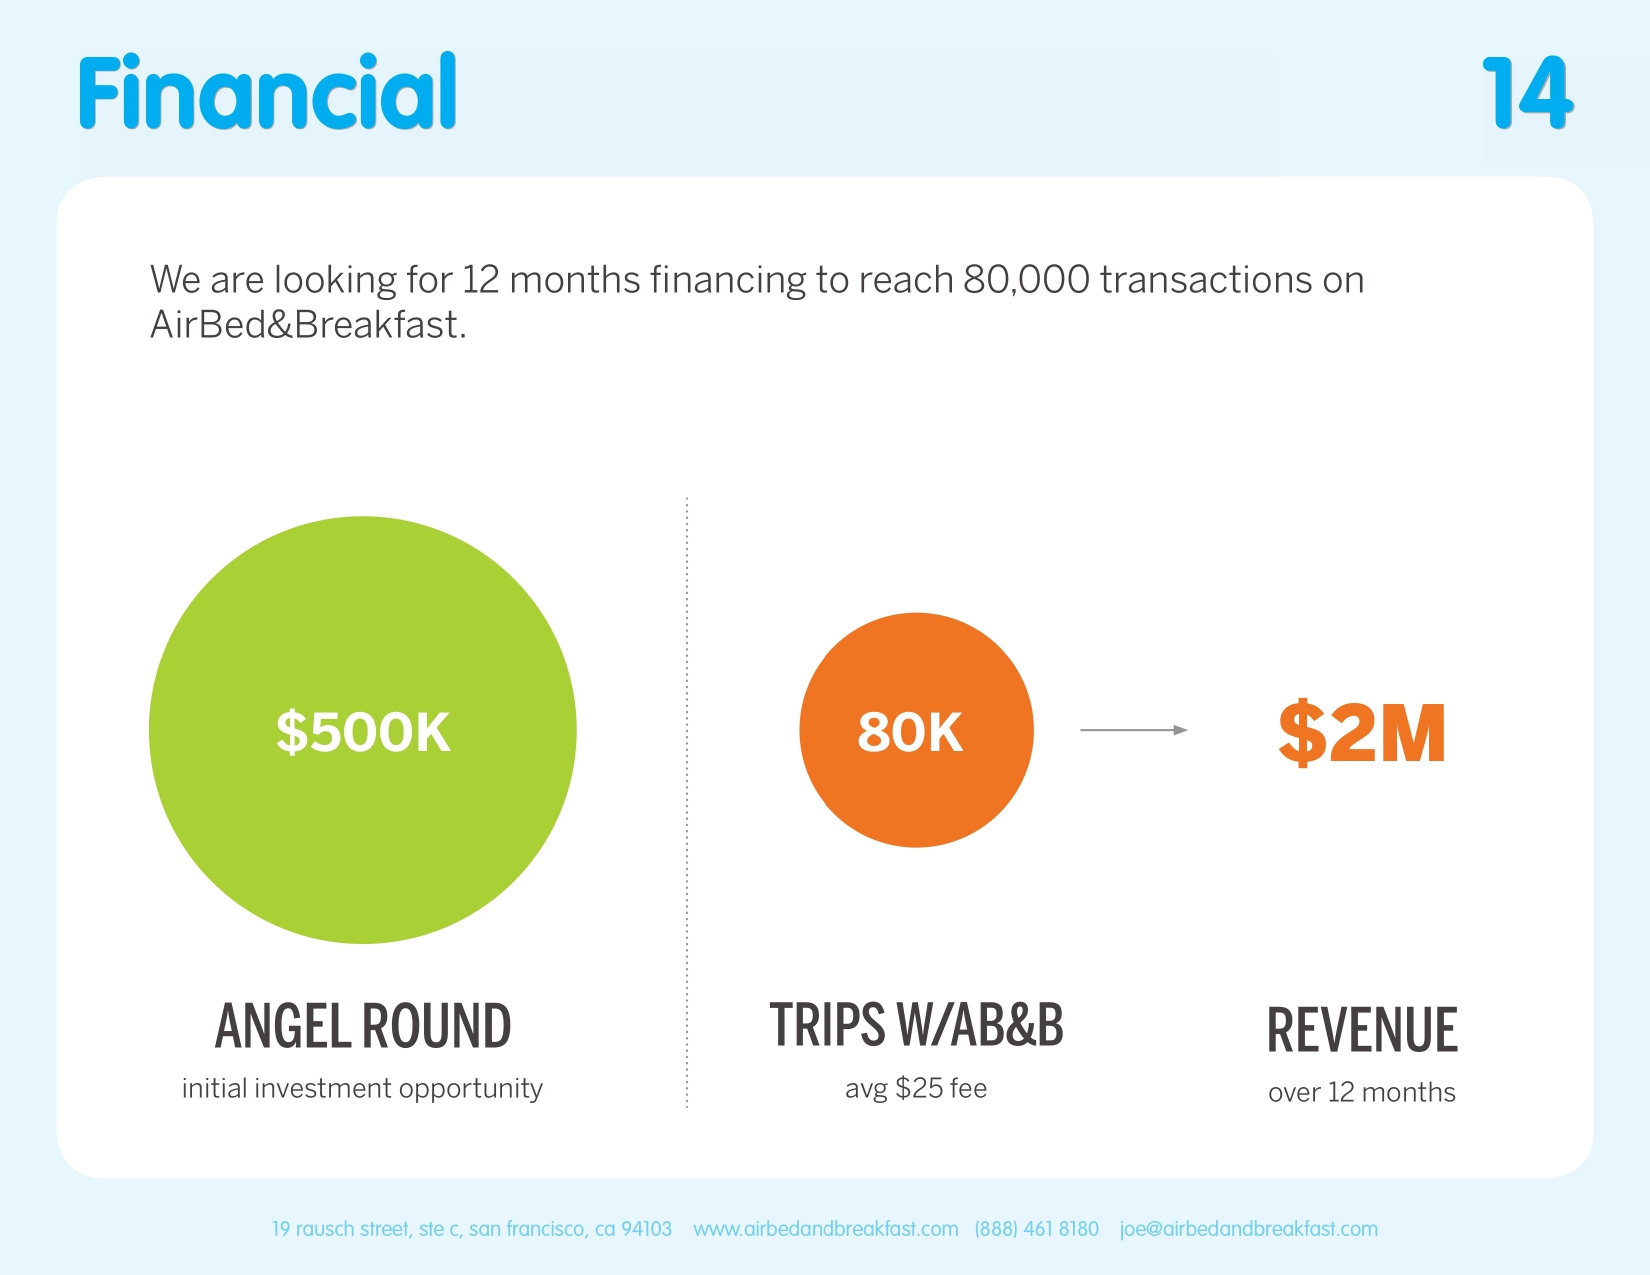 Financial
14
We are looking for 12 months financing to reach 80,000 transactions on
AirBed&Breakfast.
$500K
80K
$2M
ANGEL ROUND
initial investment opportunity
TRIPS W/AB&B
avg $25 fee
REVENUE
over 12 months
19 rausch street, ste c, san francisco, ca 94103 www.airbedandbreakfast.com (888) 461 8180 joe@airbedandbreakfast.com